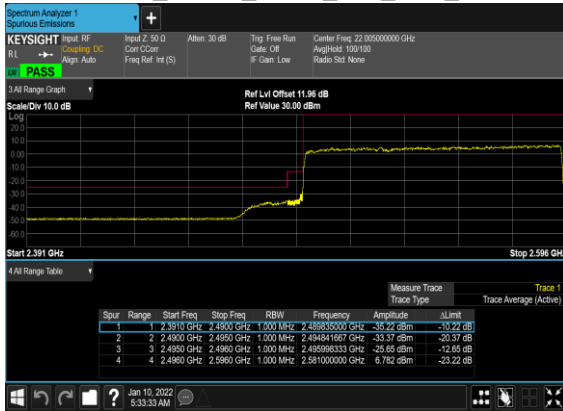 Spectrum Analyzer 1
Spurious Emissions
KEYSIGHT Input: RF Input Z: 50 Ω Atten: 30 dB Trig: Free Run Center Freq: 22.005000000 GHz
RL Coupling: DC Corr CCorr Gate: Off Avg|Hold: 100/100
Align: Auto Freq Ref: Int (S) IF Gain: Low Radio Std: None
LXI PASS
3 All Range Graph
Ref Lvl Offset 11.96 dB
Scale/Div 10.0 dB Ref Value 30.00 dBm
Log
20.0
10.0
0.00
-10.0
-20.0
-30.0
-40.0
-50.0
-60.0
Start 2.391 GHz Stop 2.596 GH
4 All Range Table
Measure Trace Trace 1
Trace Type Trace Average (Active)
Spur Range Start Freq Stop Freq RBW Frequency Amplitude ΔLimit
1 1 2.3910 GHz 2.4900 GHz 1.000 MHz 2.489835000 GHz -35.22 dBm -10.22 dB
2 2 2.4900 GHz 2.4950 GHz 1.000 MHz 2.494841667 GHz -33.37 dBm -20.37 dB
3 3 2.4950 GHz 2.4960 GHz 1.000 MHz 2.495998333 GHz -25.65 dBm -12.65 dB
4 4 2.4960 GHz 2.5960 GHz 1.000 MHz 2.581000000 GHz 6.782 dBm -23.22 dB
Jan 10, 2022
5:33:33 AM